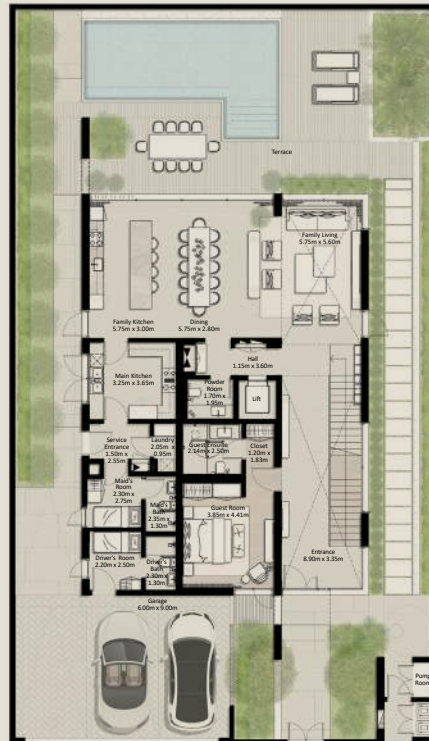 Terrace
Family Living
5.75m x 5.60m
Family Kitchen
5.75m x 3.00m
Dining
5.75m x 2.80m
Hall
1.15m x 3.60m
Main Kitchen
3.25m x 3.65m
Powder
Room
1.70m x
1.95m
Lift
Service
Entrance
1.50m x
2.55m
Laundry
2.05m x
0.95m
Guest Ensuite
2.14m x 2.50m
Closet
1.20m x
1.83m
Maid's
Room
2.30m x
2.75m
Maid's
Bath
2.35m x
1.30m
Guest Room
3.85m x 4.41m
Driver's Room
2.20m x 2.50m
Driver's
Bath
2.30m x
1.30m
Entrance
8.90m x 3.35m
Garage
6.00m x 9.00m
Pump
Room